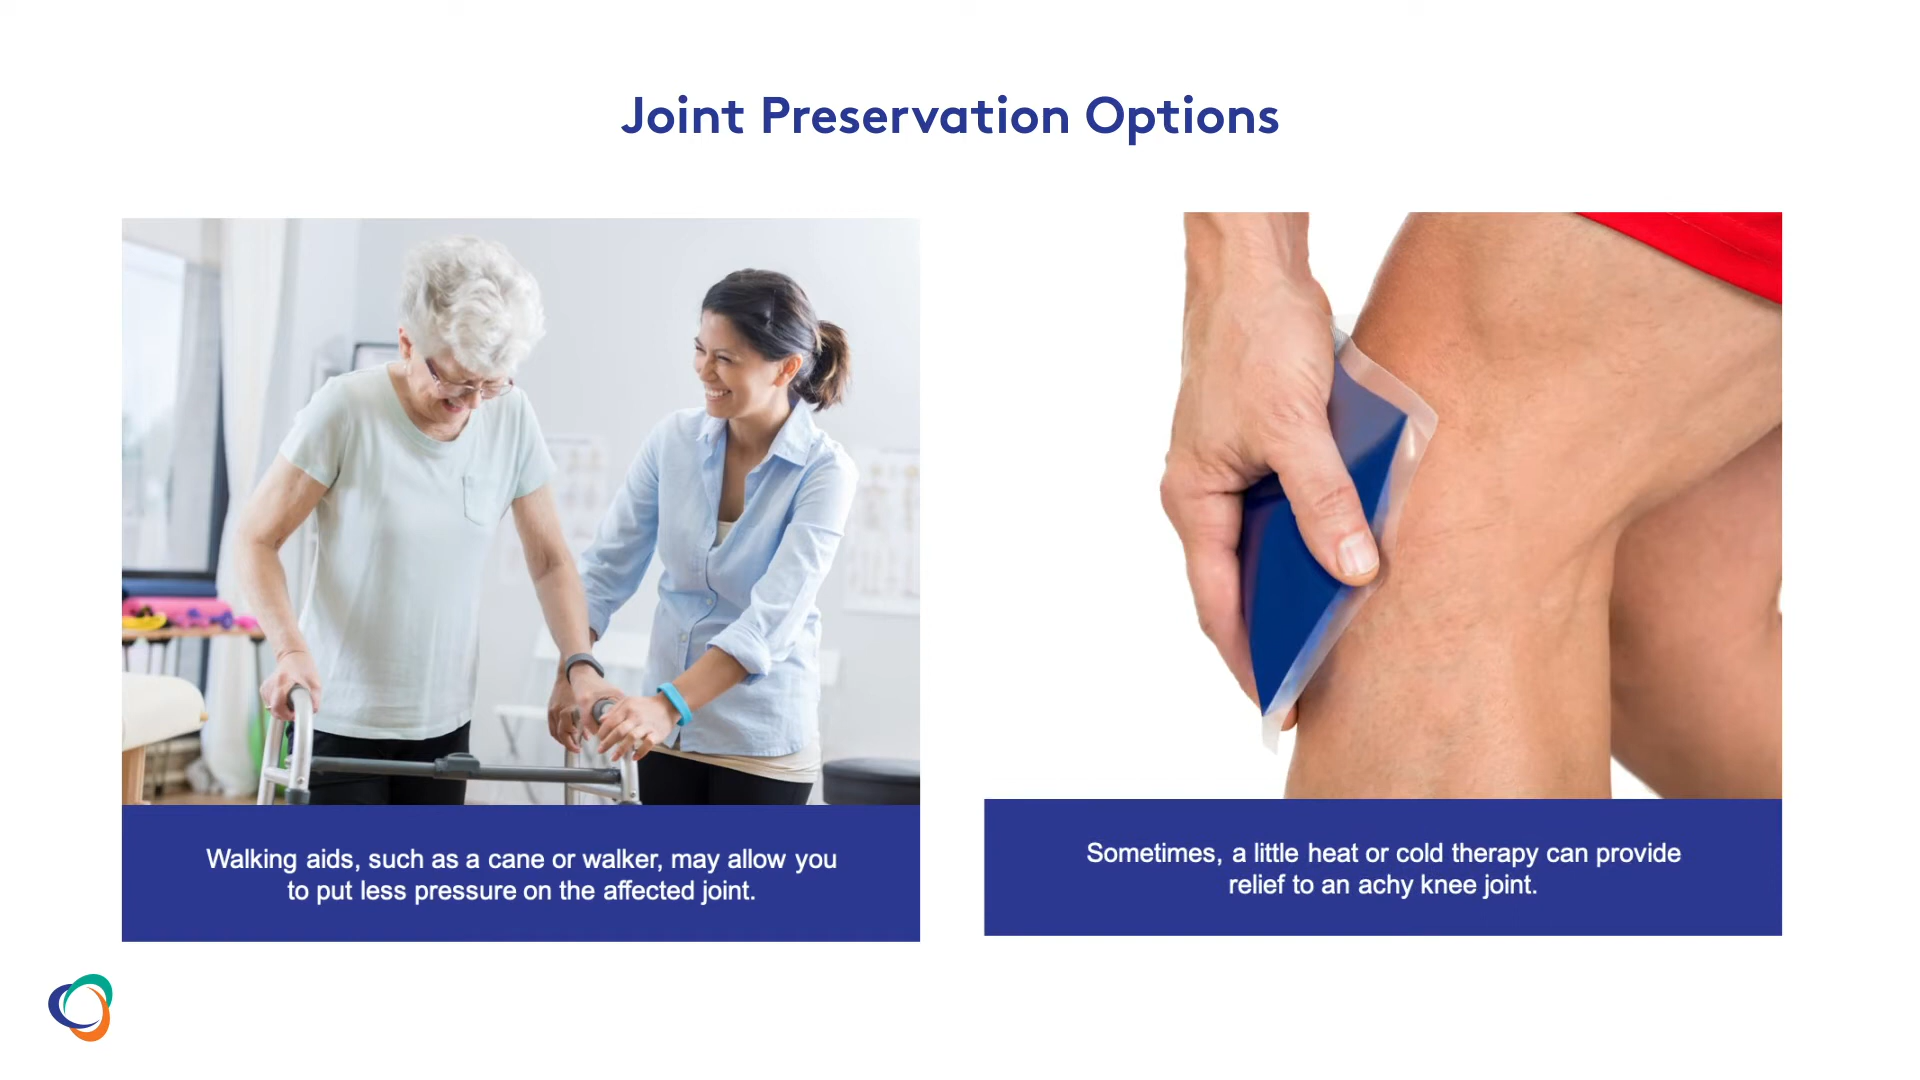 Joint Preservation Options
Walking aids, such as a cane or walker, may allow you
to put less pressure on the affected joint.
Sometimes, a little heat or cold therapy can provide
relief to an achy knee joint.